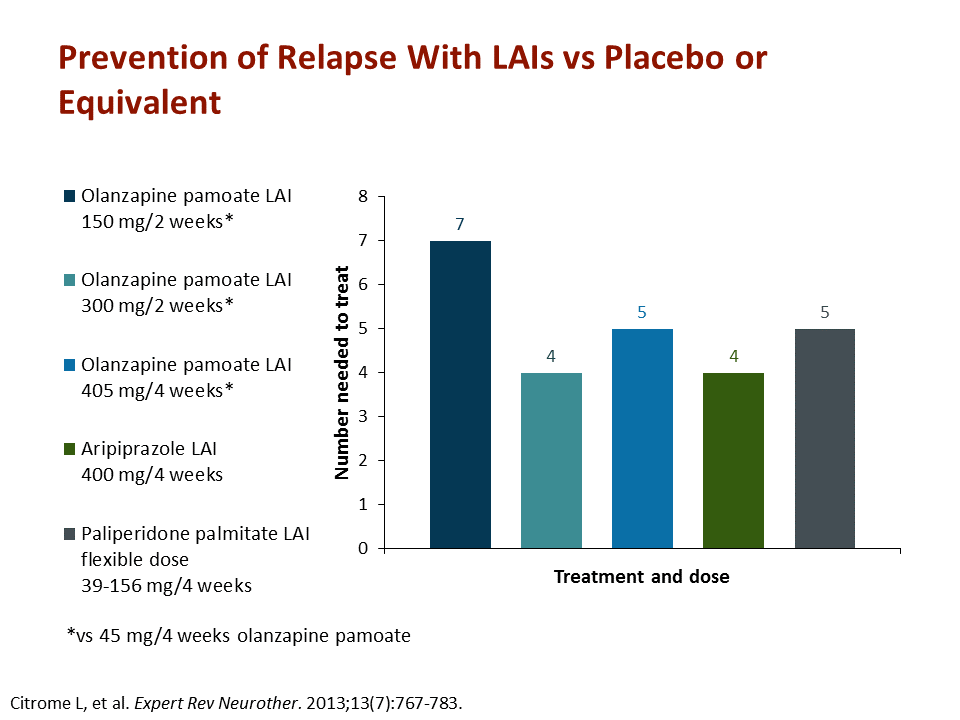 Prevention of Relapse With LAIs vs Placebo or
Equivalent
Olanzapine pamoate LAI
150 mg/2 weeks*
Olanzapine pamoate LAI
300 mg/2 weeks*
Olanzapine pamoate LAI
405 mg/4 weeks*
Aripiprazole LAI
400 mg/4 weeks
Paliperidone palmitate LAI
flexible dose
39-156 mg/4 weeks
Number needed to treat
8
7
6
5
4
3
2
1
0
7
4
5
4
5
Treatment and dose
*vs 45 mg/4 weeks olanzapine pamoate
Citrome L, et al. Expert Rev Neurother. 2013;13(7):767-783.